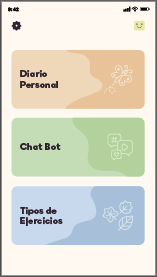 9:42
Diario
Personal
Chat Bot
Tipos de
Ejercicios